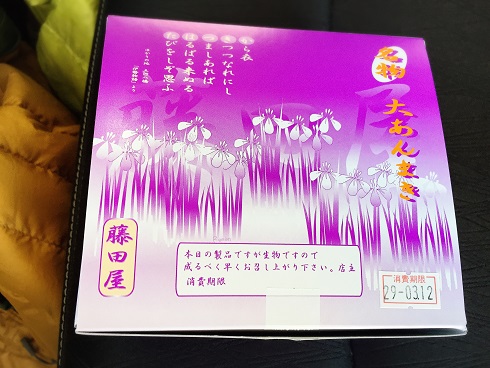 名物
大あんまき
から衣
きつつなれにし
つましあれば
はるばる来ぬる
たびをしぞ思ふ
藤田屋
本日の製品ですが生物ですので
成るべく早くお召し上がり下さい。店主
消費期限
消費期限
29-03.12